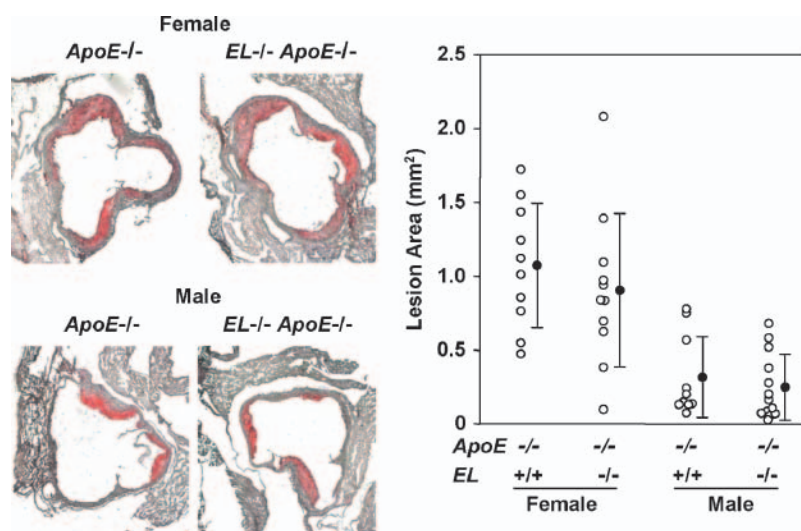 Female
ApoE-/- EL-/- ApoE-/-
Male
ApoE-/- EL-/- ApoE-/-
Lesion Area (mm²)
2.5
2.0
1.5
1.0
0.5
0
ApoE -/- -/- -/- -/-
EL +/+ -/- +/+ -/-
Female Male